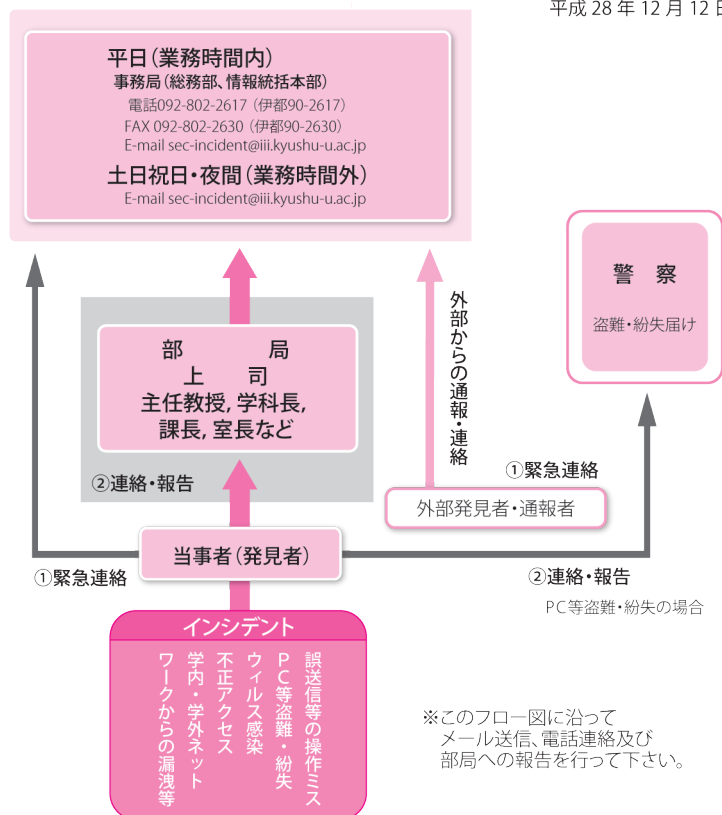 平成 28 年 12 月 12 日
平日（業務時間内）
事務局（総務部、情報統括本部）
電話092-802-2617（伊都90-2617）
FAX 092-802-2630（伊都90-2630）
E-mail sec-incident@iii.kyushu-u.ac.jp
土日祝日・夜間（業務時間外）
E-mail sec-incident@iii.kyushu-u.ac.jp
警　察
盗難・紛失届け
部　　　局
上　　司
主任教授, 学科長,
課長, 室長など
②連絡・報告
外部からの通報・連絡
①緊急連絡
外部発見者・通報者
当事者（発見者）
①緊急連絡
②連絡・報告
PC等盗難・紛失の場合
インシデント
誤送信等の操作ミス
PC等盗難・紛失
ウィルス感染
不正アクセス
学内・学外ネット
ワークからの漏洩等
※このフロー図に沿って
メール送信、電話連絡及び
部局への報告を行って下さい。